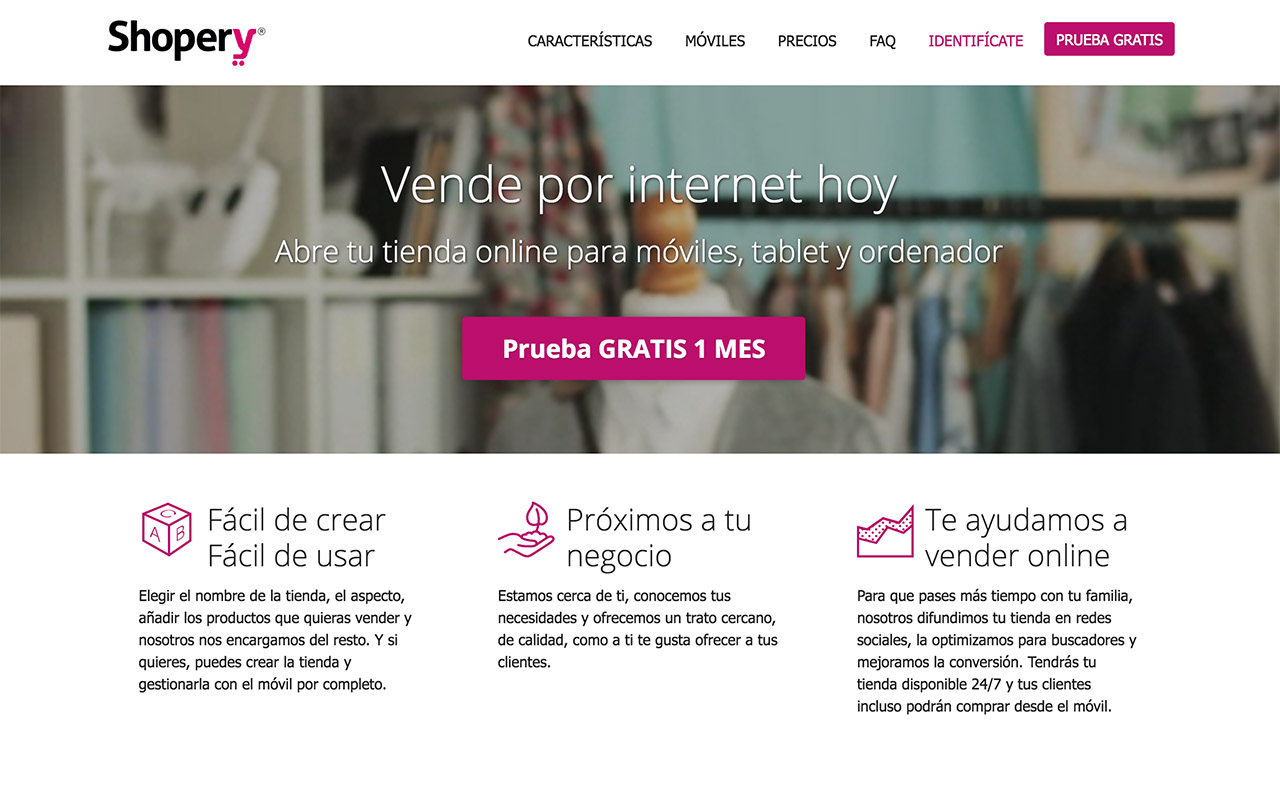 Shopery®
CARACTERÍSTICAS MÓVILES PRECIOS FAQ IDENTIFÍCATE PRUEBA GRATIS
Vende por internet hoy
Abre tu tienda online para móviles, tablet y ordenador
Prueba GRATIS 1 MES
A B C
Fácil de crear
Fácil de usar
Elegir el nombre de la tienda, el aspecto,
añadir los productos que quieras vender y
nosotros nos encargamos del resto. Y si
quieres, puedes crear la tienda y
gestionarla con el móvil por completo.
Próximos a tu
negocio
Estamos cerca de ti, conocemos tus
necesidades y ofrecemos un trato cercano,
de calidad, como a ti te gusta ofrecer a tus
clientes.
Te ayudamos a
vender online
Para que pases más tiempo con tu familia,
nosotros difundimos tu tienda en redes
sociales, la optimizamos para buscadores y
mejoramos la conversión. Tendrás tu
tienda disponible 24/7 y tus clientes
incluso podrán comprar desde el móvil.